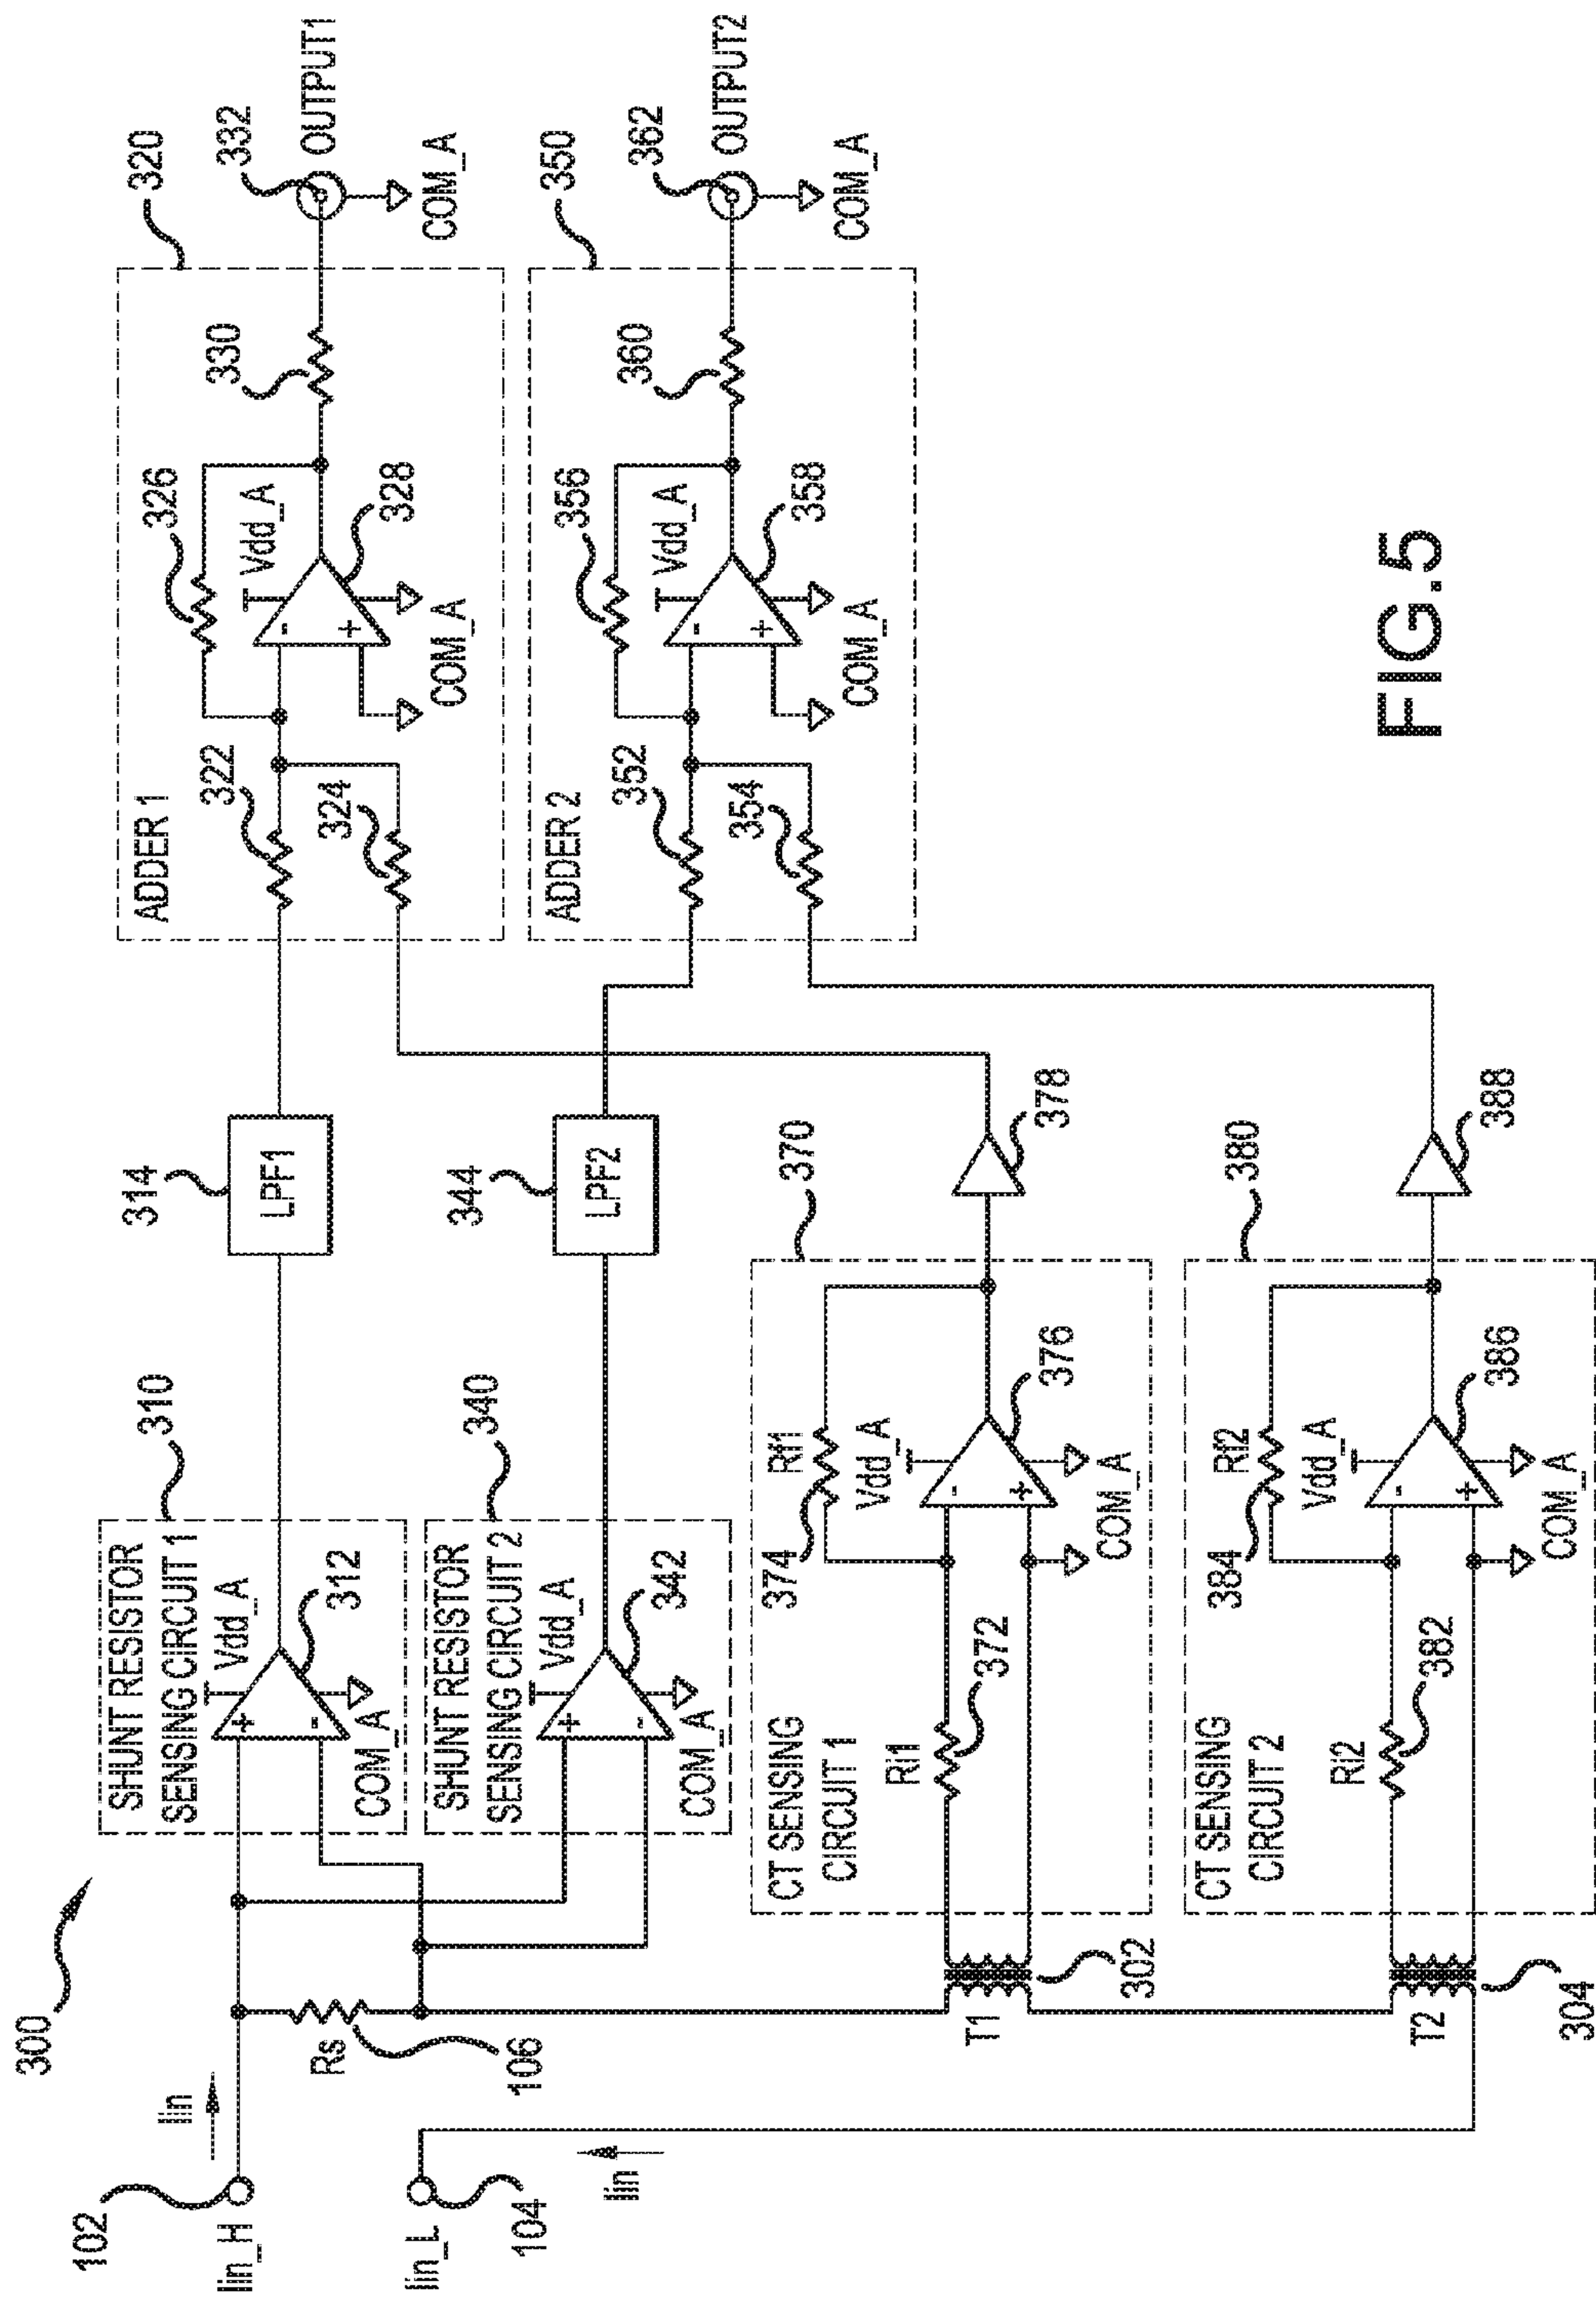 300
102
Iin_H
Iin
Iin_L
104
Iin
Rs
106
310
SHUNT RESISTOR
SENSING CIRCUIT 1
Vdd_A
+
-
312
COM_A
340
SHUNT RESISTOR
SENSING CIRCUIT 2
Vdd_A
+
-
342
COM_A
314
LPF1
344
LPF2
320
ADDER 1
322
324
326
Vdd_A
-
+
328
COM_A
330
332
OUTPUT1
COM_A
350
ADDER 2
352
354
356
Vdd_A
-
+
358
COM_A
360
362
OUTPUT2
COM_A
370
CT SENSING
CIRCUIT 1
Ri1
372
374
Rf1
Vdd_A
-
+
376
COM_A
378
T1
302
380
CT SENSING
CIRCUIT 2
Ri2
382
384
Rf2
Vdd_A
-
+
386
COM_A
388
T2
304
FIG.5